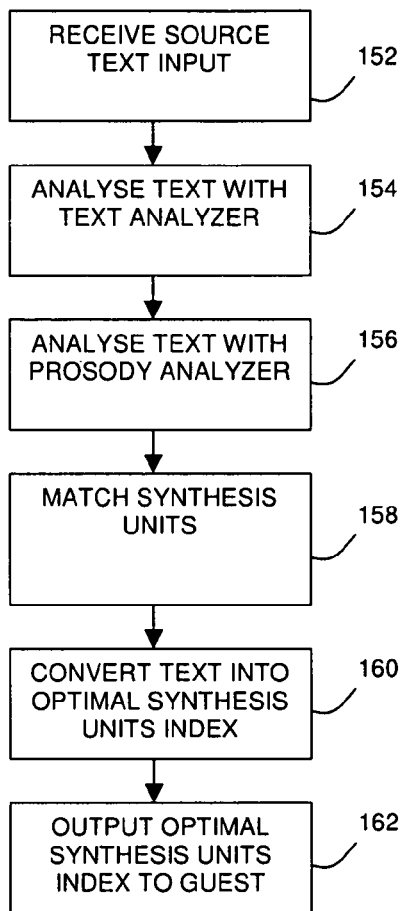 RECEIVE SOURCE
TEXT INPUT
152
ANALYSE TEXT WITH
TEXT ANALYZER
154
ANALYSE TEXT WITH
PROSODY ANALYZER
156
MATCH SYNTHESIS
UNITS
158
CONVERT TEXT INTO
OPTIMAL SYNTHESIS
UNITS INDEX
160
OUTPUT OPTIMAL
SYNTHESIS UNITS
INDEX TO GUEST
162